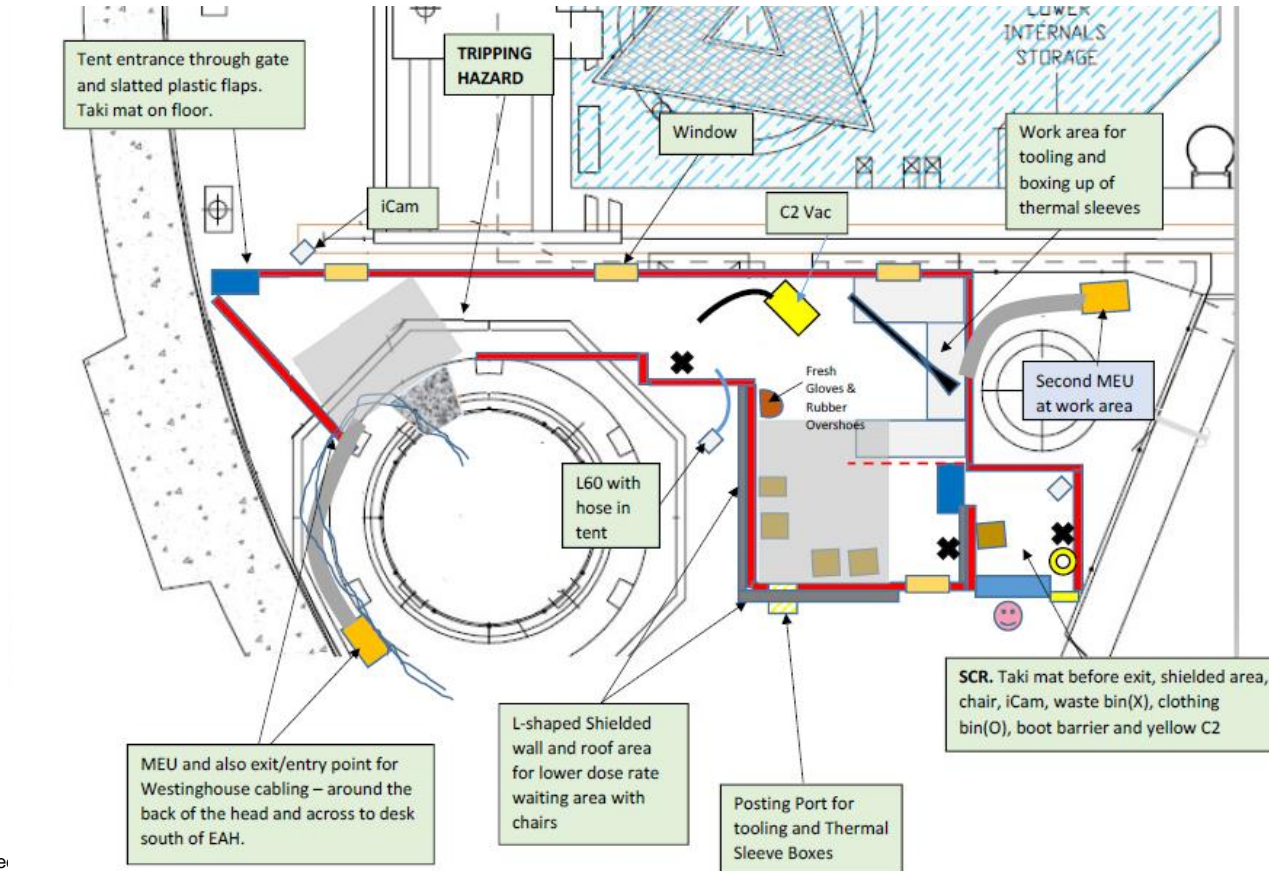 LOWER
INTERNALS
STORAGE
Tent entrance through gate
and slatted plastic flaps.
Taki mat on floor.
TRIPPING
HAZARD
Window
Work area for
tooling and
boxing up of
thermal sleeves
iCam
C2 Vac
Fresh
Gloves &
Rubber
Overshoes
Second MEU
at work area
L60 with
hose in
tent
SCR. Taki mat before exit, shielded area,
chair, iCam, waste bin(X), clothing
bin(O), boot barrier and yellow C2
L-shaped Shielded
wall and roof area
for lower dose rate
waiting area with
chairs
MEU and also exit/entry point for
Westinghouse cabling – around the
back of the head and across to desk
south of EAH.
Posting Port for
tooling and Thermal
Sleeve Boxes